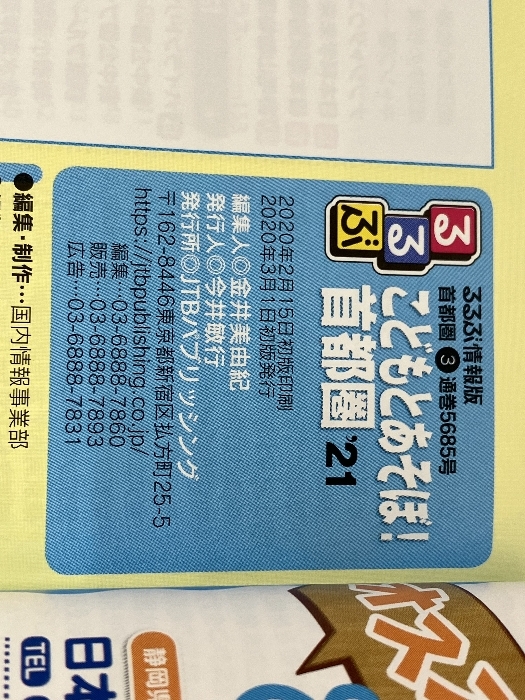 るるぶ
るるぶ情報版
首都圏 3 通巻5685号
こどもとあそぼ!
首都圏 '21
2020年2月15日初版印刷
2020年3月1日初版発行
編集人◎金井美由紀
発行人◎今井敏行
発行所◎JTBパブリッシング
〒162-8446東京都新宿区払方町25-5
https://jtbpublishing.co.jp/
編集…03-6888-7860
販売…03-6888-7893
広告…03-6888-7831
●編集・制作…国内情報事業部
オス
静岡
日本
TEL